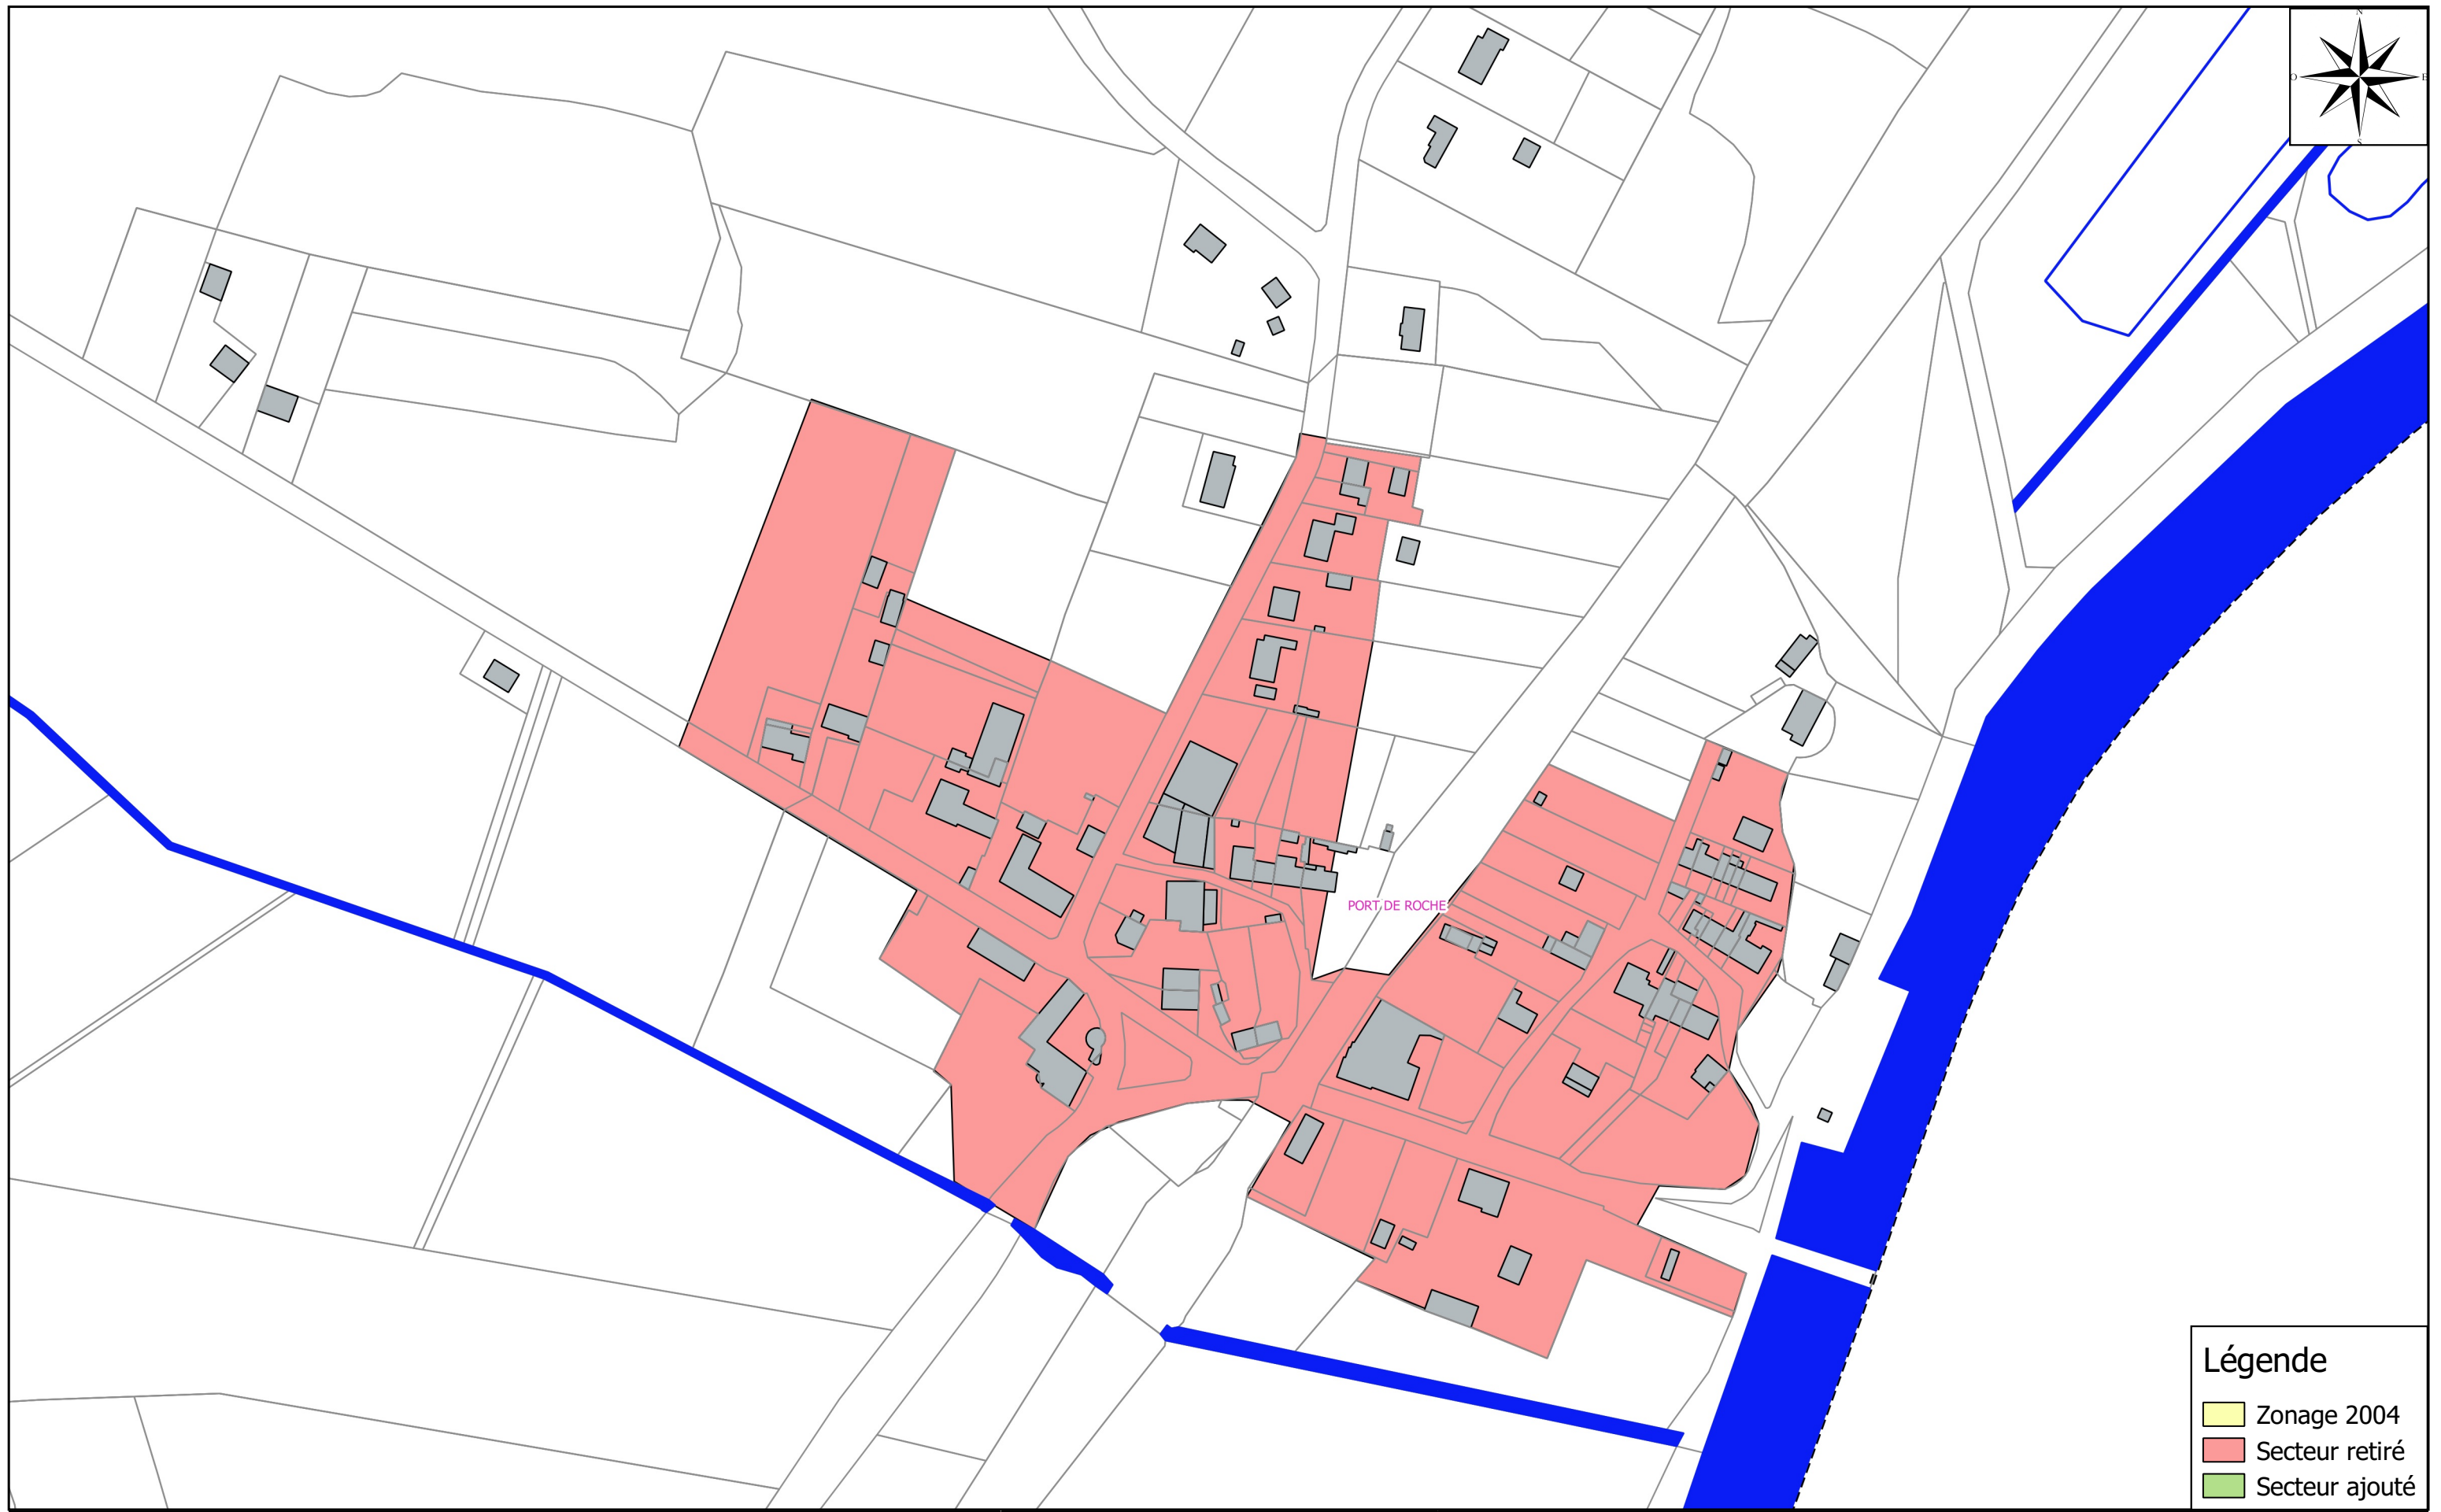 N
O
E
S
PORT DE ROCHE
Légende
Zonage 2004
Secteur retiré
Secteur ajouté